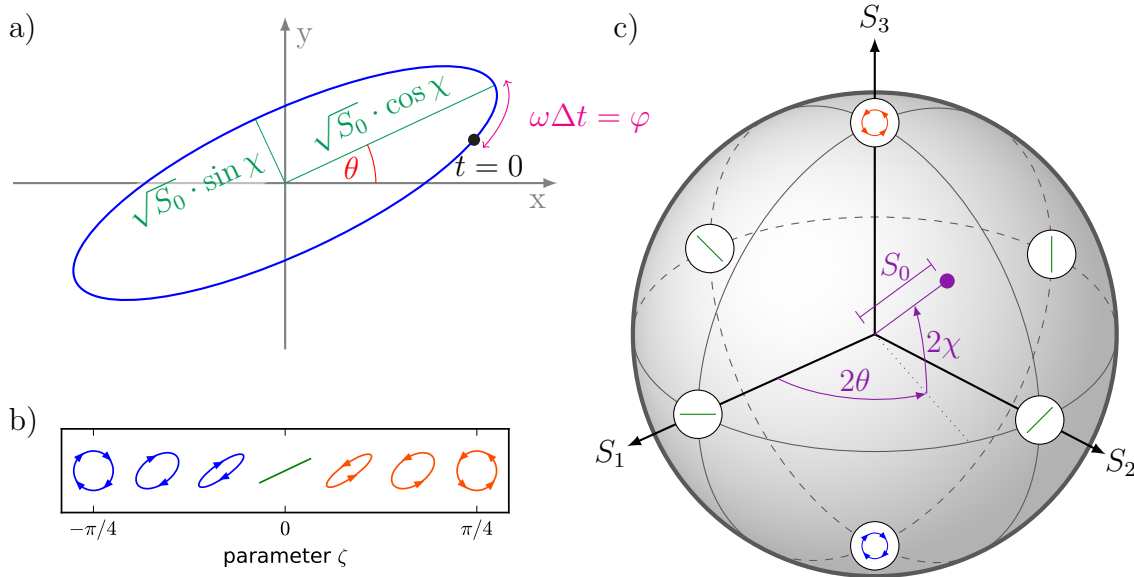 a)
y
√S₀ · cos χ
√S₀ · sin χ
θ
ωΔt = φ
t = 0
x
b)
−π/4
0
π/4
parameter ζ
c)
S₃
S₀
2χ
2θ
S₁
S₂